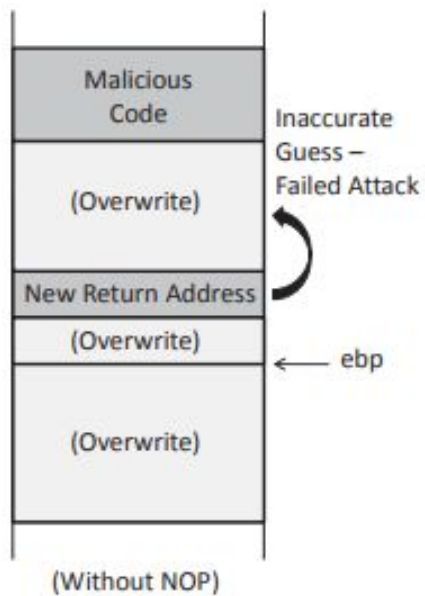 Malicious
Code
Inaccurate
Guess –
Failed Attack
(Overwrite)
New Return Address
(Overwrite)
ebp
(Overwrite)
(Without NOP)